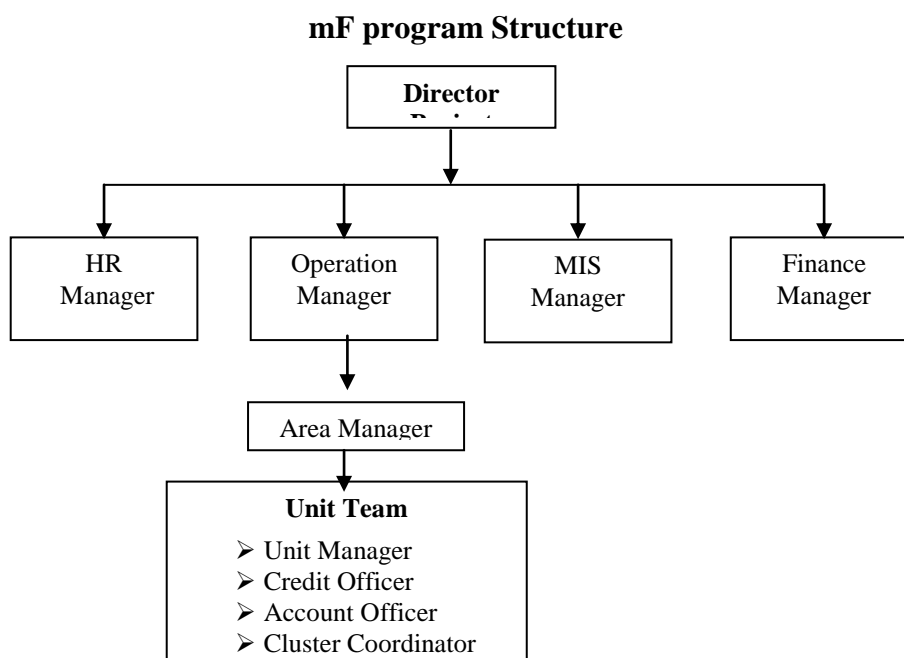 mF program Structure
Director
HR
Manager
Operation
Manager
MIS
Manager
Finance
Manager
Area Manager
Unit Team
➢ Unit Manager
➢ Credit Officer
➢ Account Officer
➢ Cluster Coordinator